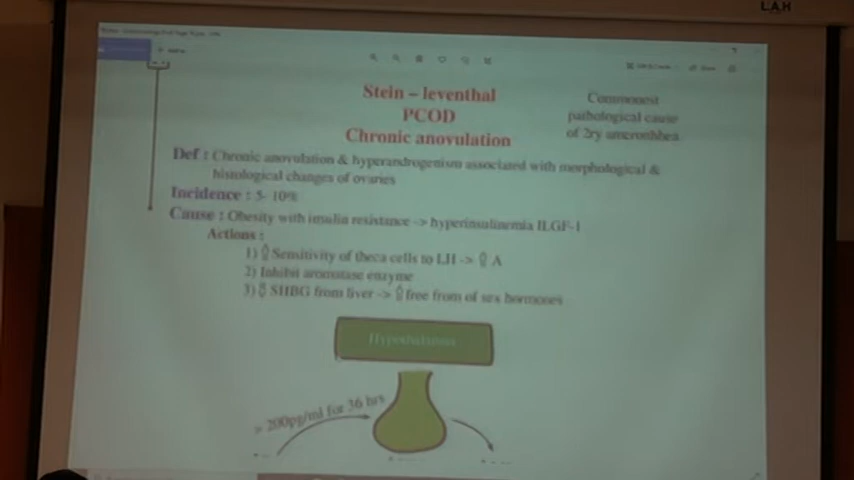 L.A.H
Stein – leventhal
PCOD
Chronic anovulation
Commonest
pathological cause
of 2ry amenorrhea
Def : Chronic anovulation & hyperandrogenism associated with morphological &
histological changes of ovaries
Incidence : 5- 10%
Cause : Obesity with insulin resistance -> hyperinsulinemia ILGF-1
Actions :
1) ⇧ Sensitivity of theca cells to LH -> ⇧ A
2) Inhibit aromatase enzyme
3) ⇩ SHBG from liver -> ⇧ free from of sex hormones
Hypothalamus
> 200pg/ml for 36 hrs